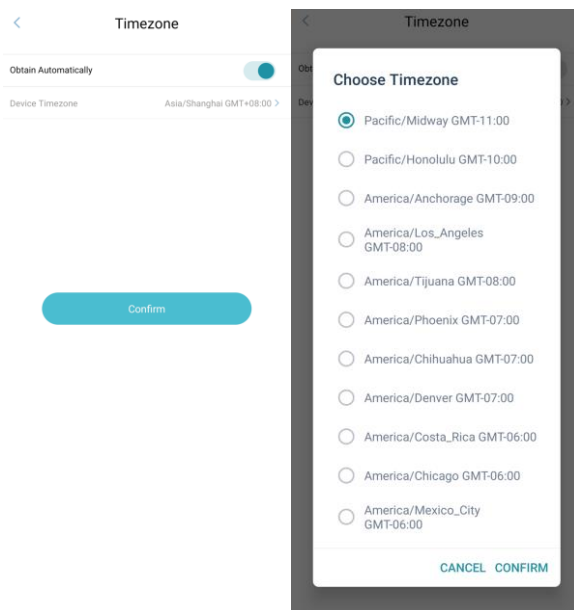 Timezone
Obtain Automatically
Device Timezone
Asia/Shanghai GMT+08:00 >
Confirm
Timezone
Obt
Dev
Choose Timezone
Pacific/Midway GMT-11:00
Pacific/Honolulu GMT-10:00
America/Anchorage GMT-09:00
America/Los_Angeles
GMT-08:00
America/Tijuana GMT-08:00
America/Phoenix GMT-07:00
America/Chihuahua GMT-07:00
America/Denver GMT-07:00
America/Costa_Rica GMT-06:00
America/Chicago GMT-06:00
America/Mexico_City
GMT-06:00
CANCEL CONFIRM